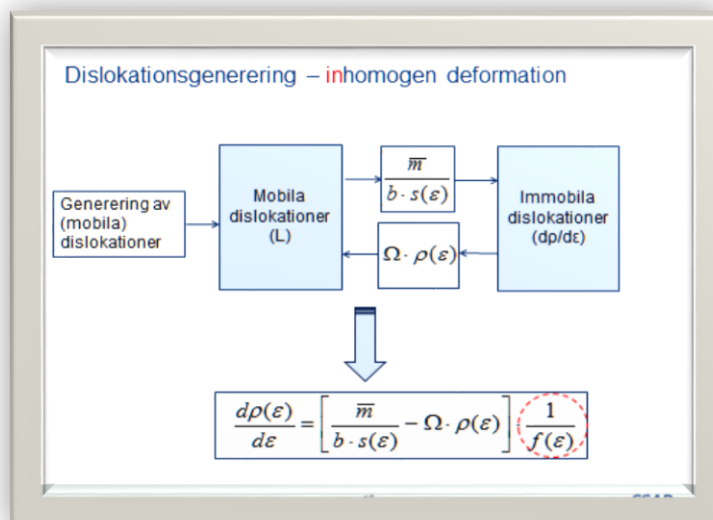 Dislokationsgenerering – inhomogen deformation
Generering av
(mobila)
dislokationer
Mobila
dislokationer
(L)
m̅
b · s(ε)
Ω · ρ(ε)
Immobila
dislokationer
(dρ/dε)
dρ(ε)/dε = [m̅/(b · s(ε)) − Ω · ρ(ε)] · 1/f(ε)